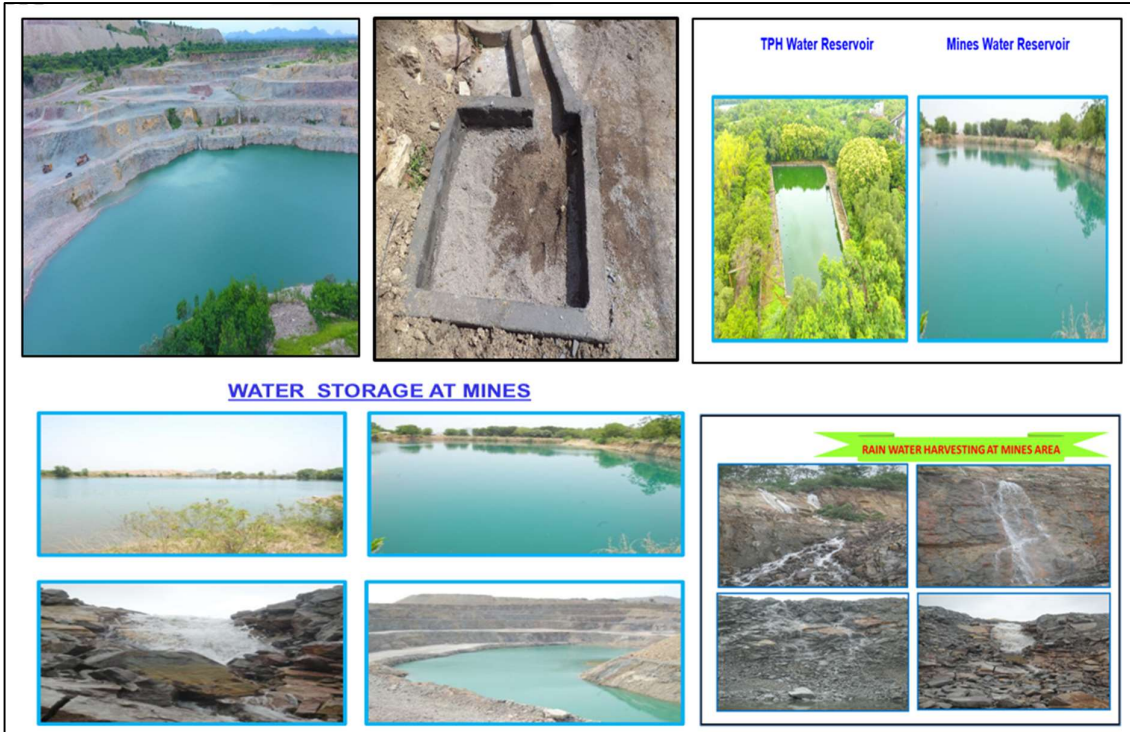 TPH Water Reservoir
Mines Water Reservoir
WATER STORAGE AT MINES
RAIN WATER HARVESTING AT MINES AREA